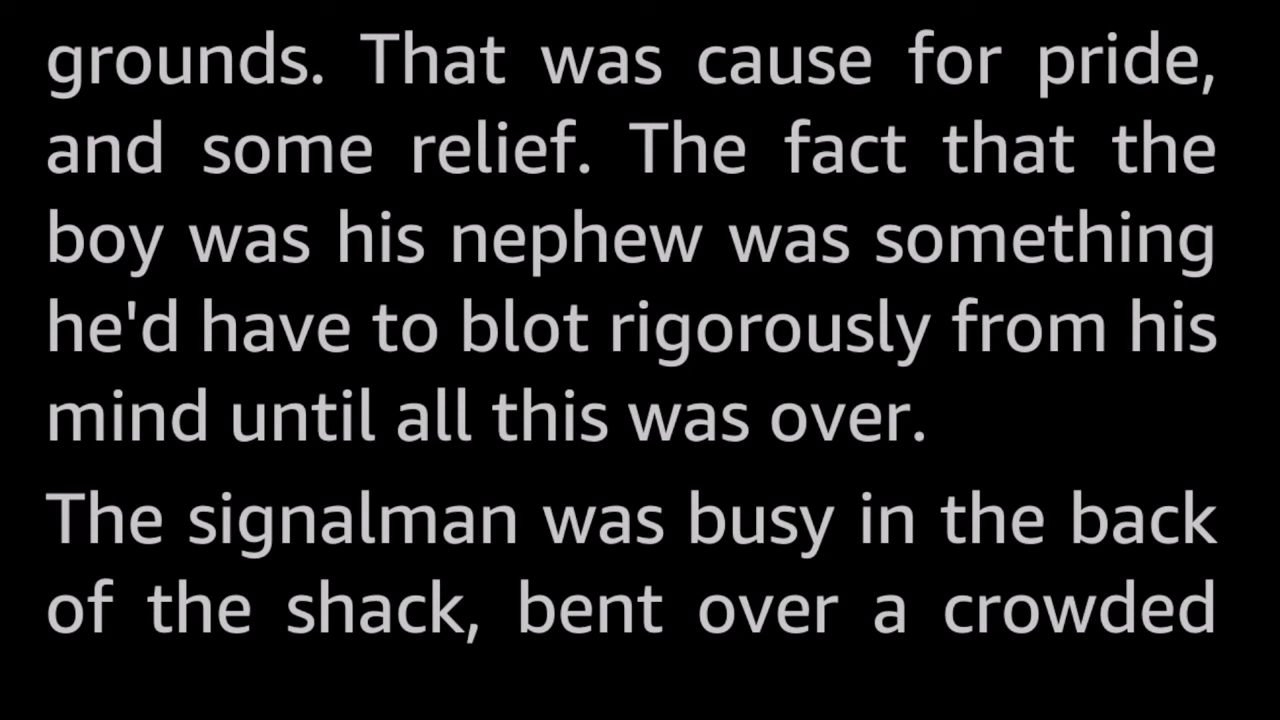 grounds. That was cause for pride,
and some relief. The fact that the
boy was his nephew was something
he'd have to blot rigorously from his
mind until all this was over.
The signalman was busy in the back
of the shack, bent over a crowded